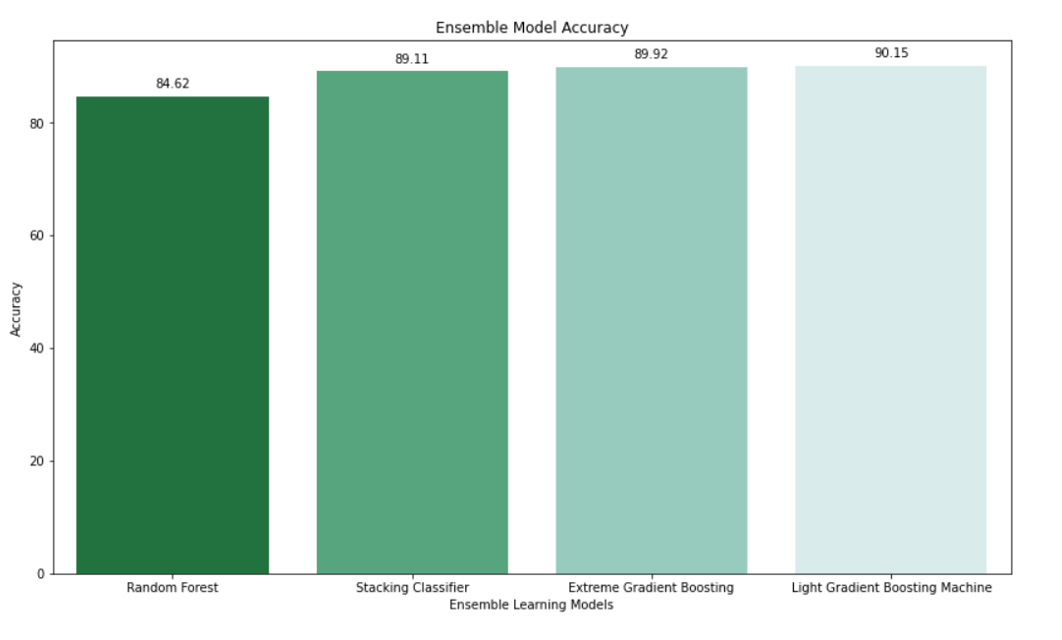 Ensemble Model Accuracy
84.62
89.11
89.92
90.15
80
60
40
20
0
Accuracy
Random Forest
Stacking Classifier
Extreme Gradient Boosting
Light Gradient Boosting Machine
Ensemble Learning Models